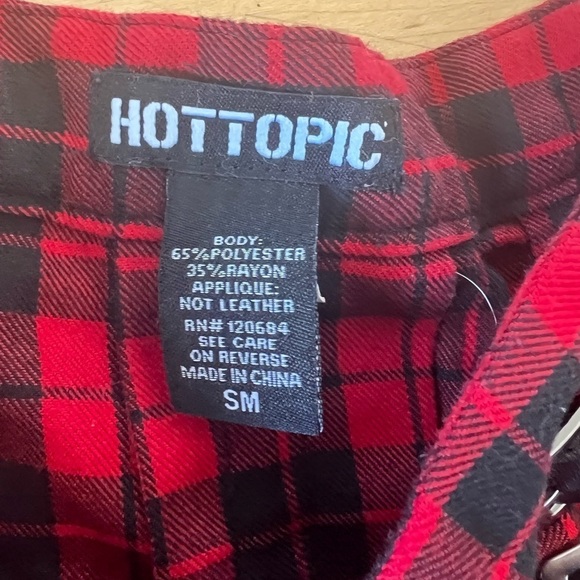 HOTTOPIC
BODY:
65%POLYESTER
35%RAYON
APPLIQUE:
NOT LEATHER
RN# 120684
SEE CARE
ON REVERSE
MADE IN CHINA
SM